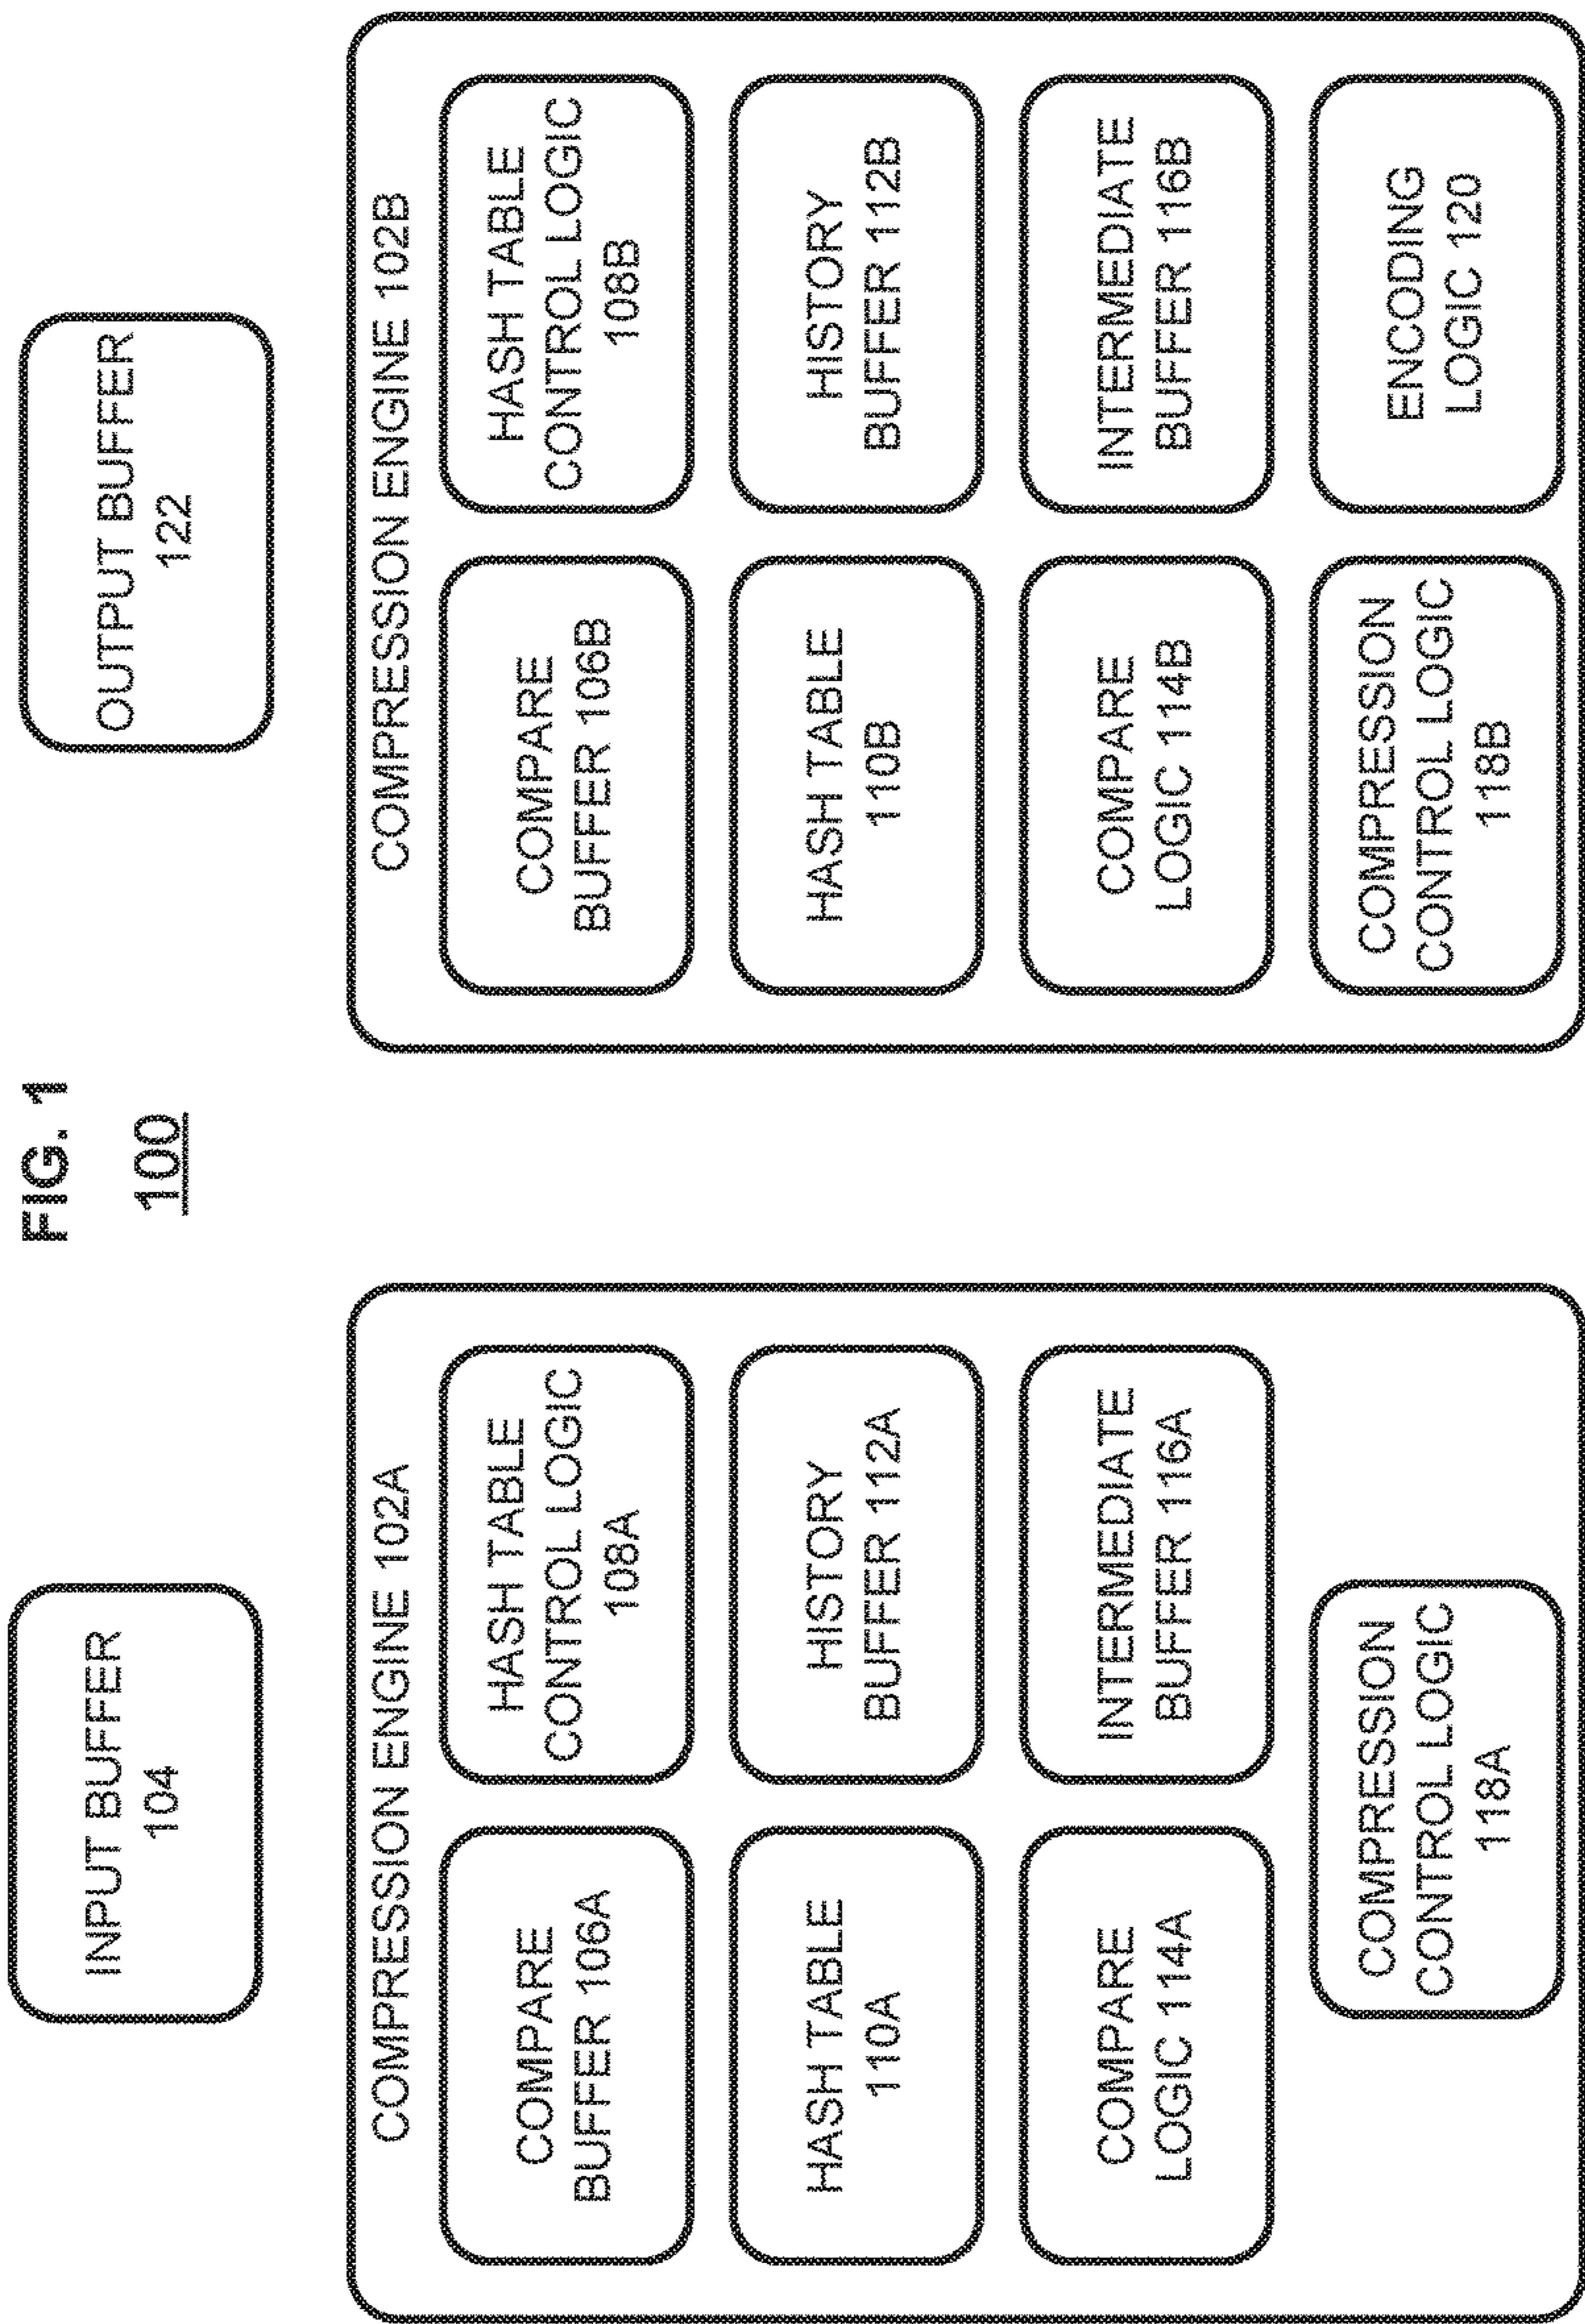 FIG. 1
100
INPUT BUFFER
104
OUTPUT BUFFER
122
COMPRESSION ENGINE 102A
COMPARE
BUFFER 106A
HASH TABLE
CONTROL LOGIC
108A
HASH TABLE
110A
HISTORY
BUFFER 112A
COMPARE
LOGIC 114A
INTERMEDIATE
BUFFER 116A
COMPRESSION
CONTROL LOGIC
118A
COMPRESSION ENGINE 102B
COMPARE
BUFFER 106B
HASH TABLE
CONTROL LOGIC
108B
HASH TABLE
110B
HISTORY
BUFFER 112B
COMPARE
LOGIC 114B
INTERMEDIATE
BUFFER 116B
COMPRESSION
CONTROL LOGIC
118B
ENCODING
LOGIC 120